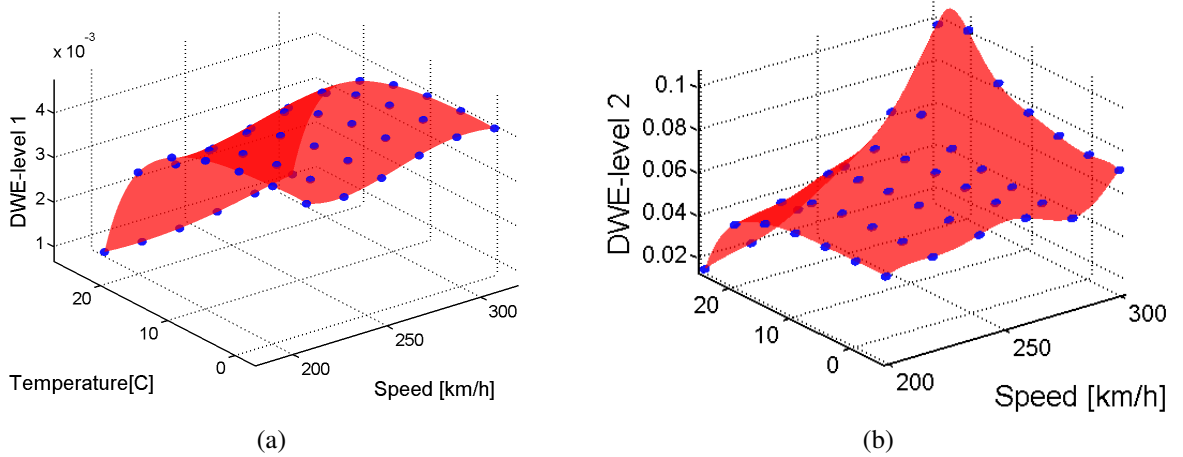 x 10^-3
4
3
2
1
DWE-level 1
20
10
0
Temperature[C]
200
250
300
Speed [km/h]
(a)
0.1
0.08
0.06
0.04
0.02
DWE-level 2
20
10
0
200
250
300
Speed [km/h]
(b)